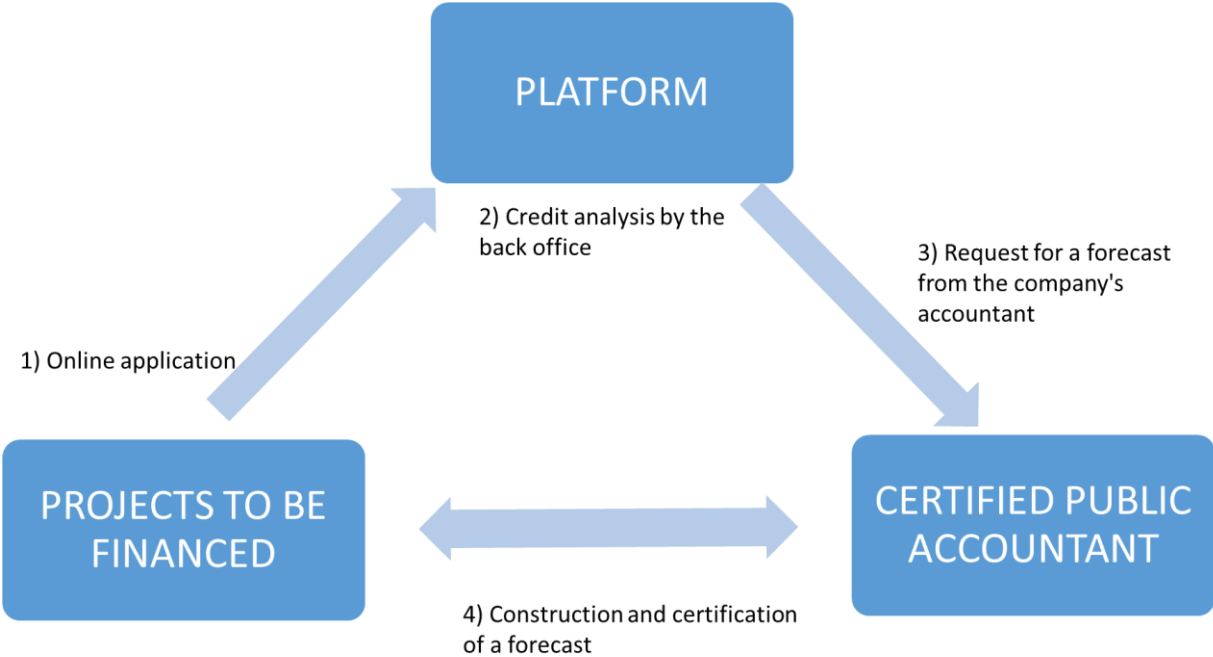 PLATFORM
2) Credit analysis by the
back office
3) Request for a forecast
from the company's
accountant
1) Online application
PROJECTS TO BE
FINANCED
CERTIFIED PUBLIC
ACCOUNTANT
4) Construction and certification
of a forecast